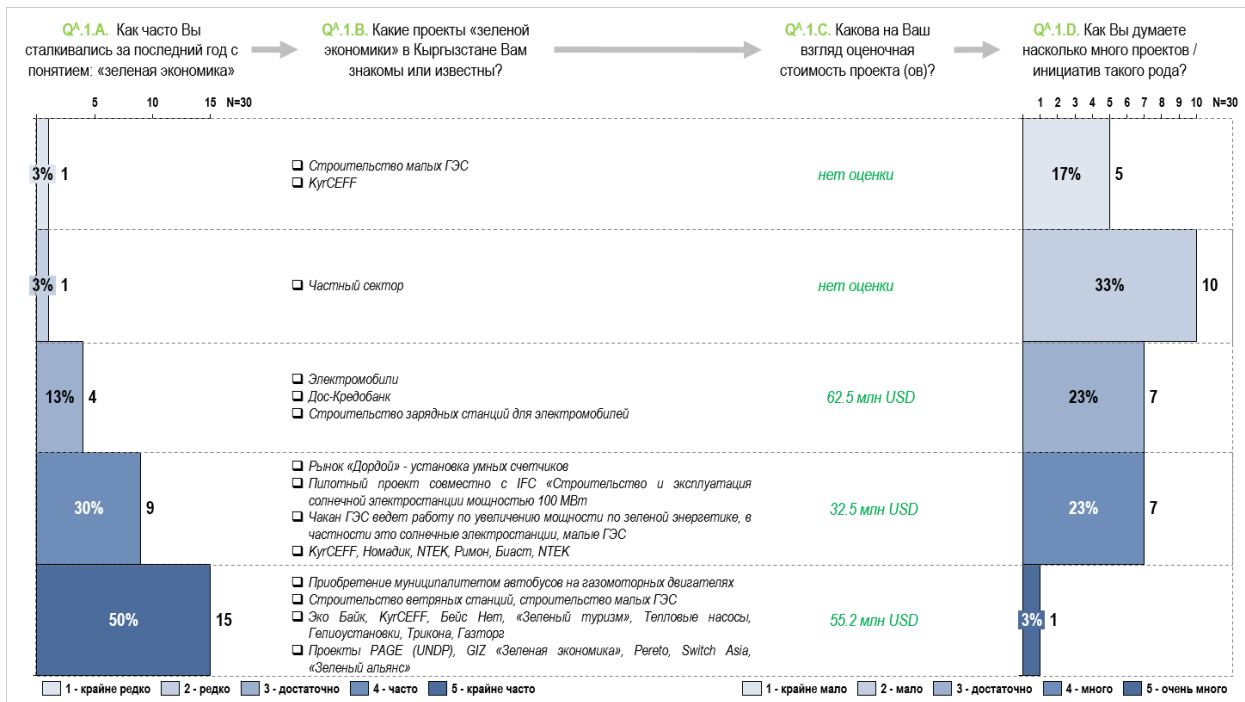 Qᴬ.1.A. Как часто Вы
сталкивались за последний год с
понятием: «зеленая экономика»
Qᴬ.1.B. Какие проекты «зеленой
экономики» в Кыргызстане Вам
знакомы или известны?
Qᴬ.1.C. Какова на Ваш
взгляд оценочная
стоимость проекта (ов)?
Qᴬ.1.D. Как Вы думаете
насколько много проектов /
инициатив такого рода?
5 10 15 N=30
1 2 3 4 5 6 7 8 9 10 N=30
3% 1
Строительство малых ГЭС
KyrCEFF
нет оценки
17% 5
3% 1
Частный сектор
нет оценки
33% 10
13% 4
Электромобили
Дос-Кредобанк
Строительство зарядных станций для электромобилей
62.5 млн USD
23% 7
30% 9
Рынок «Дордой» - установка умных счетчиков
Пилотный проект совместно с IFC «Строительство и эксплуатация
солнечной электростанции мощностью 100 МВт
Чакан ГЭС ведет работу по увеличению мощности по зеленой энергетике, в
частности это солнечные электростанции, малые ГЭС
KyrCEFF, Номадик, NTEK, Римон, Биаст, NTEK
32.5 млн USD
23% 7
50% 15
Приобретение муниципалитетом автобусов на газомоторных двигателях
Строительство ветряных станций, строительство малых ГЭС
Эко Байк, KyrCEFF, Бейс Нет, «Зеленый туризм», Тепловые насосы,
Гелиоустановки, Трикона, Газторг
Проекты PAGE (UNDP), GIZ «Зеленая экономика», Pereto, Switch Asia,
«Зеленый альянс»
55.2 млн USD
3% 1
1 - крайне редко 2 - редко 3 - достаточно 4 - часто 5 - крайне часто
1 - крайне мало 2 - мало 3 - достаточно 4 - много 5 - очень много